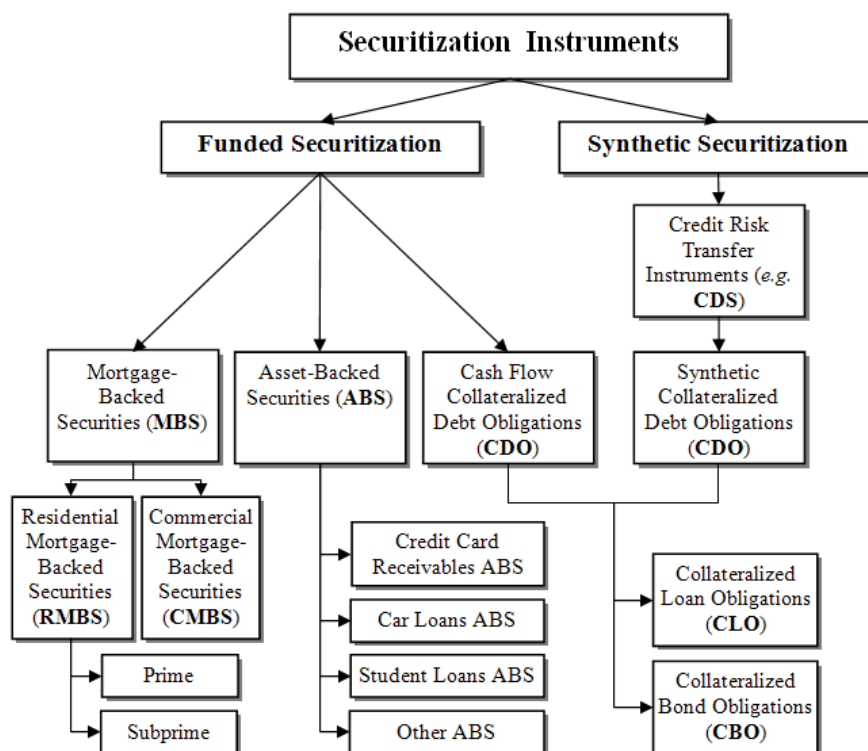 Securitization Instruments
Funded Securitization
Synthetic Securitization
Credit Risk
Transfer
Instruments (e.g.
CDS)
Mortgage-
Backed
Securities (MBS)
Asset-Backed
Securities (ABS)
Cash Flow
Collateralized
Debt Obligations
(CDO)
Synthetic
Collateralized
Debt Obligations
(CDO)
Residential
Mortgage-
Backed
Securities
(RMBS)
Commercial
Mortgage-
Backed
Securities
(CMBS)
Credit Card
Receivables ABS
Car Loans ABS
Student Loans ABS
Other ABS
Prime
Subprime
Collateralized
Loan Obligations
(CLO)
Collateralized
Bond Obligations
(CBO)